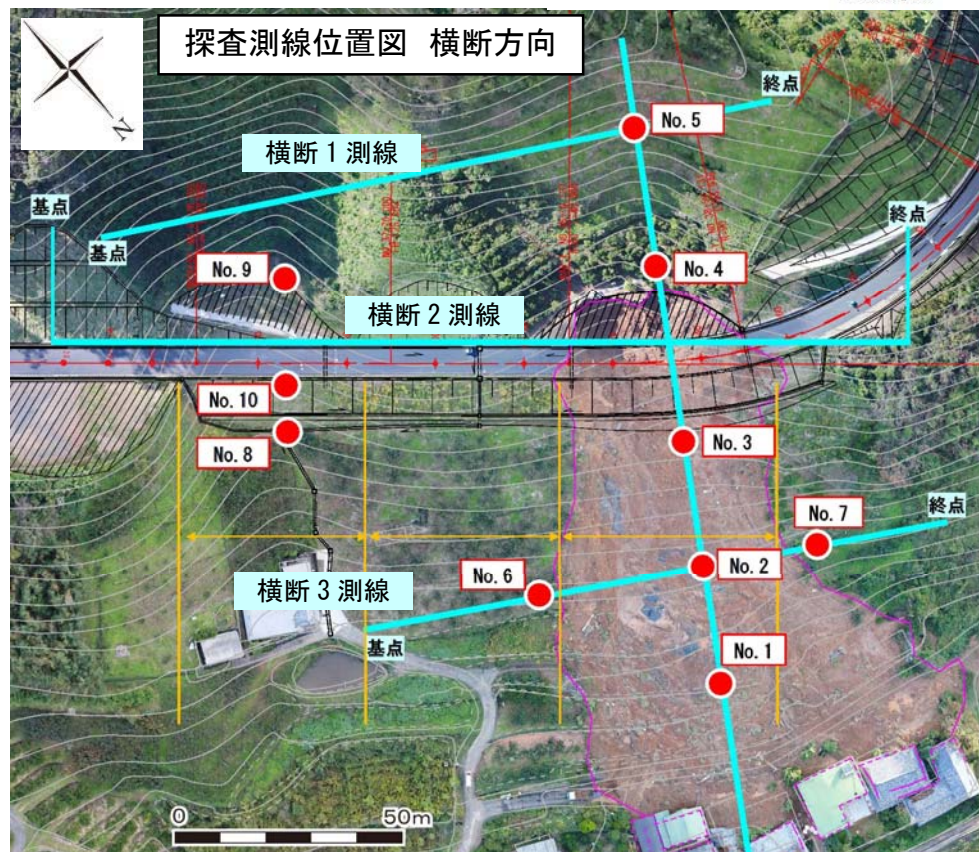 探査測線位置図 横断方向
N
終点
No. 5
横断 1 測線
基点
終点
基点
No. 9
No. 4
横断 2 測線
No. 10
No. 3
No. 8
終点
No. 7
No. 2
横断 3 測線
No. 6
基点
No. 1
0
50m